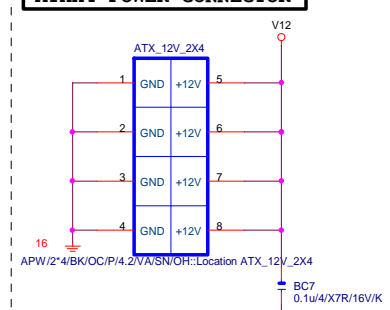 V12
ATX_12V_2X4
1 GND +12V 5
2 GND +12V 6
3 GND +12V 7
4 GND +12V 8
16
APW/2*4/BK/OC/P/4.2/VA/SN/OH::Location ATX_12V_2X4
BC7
0.1u/4/X7R/16V/K